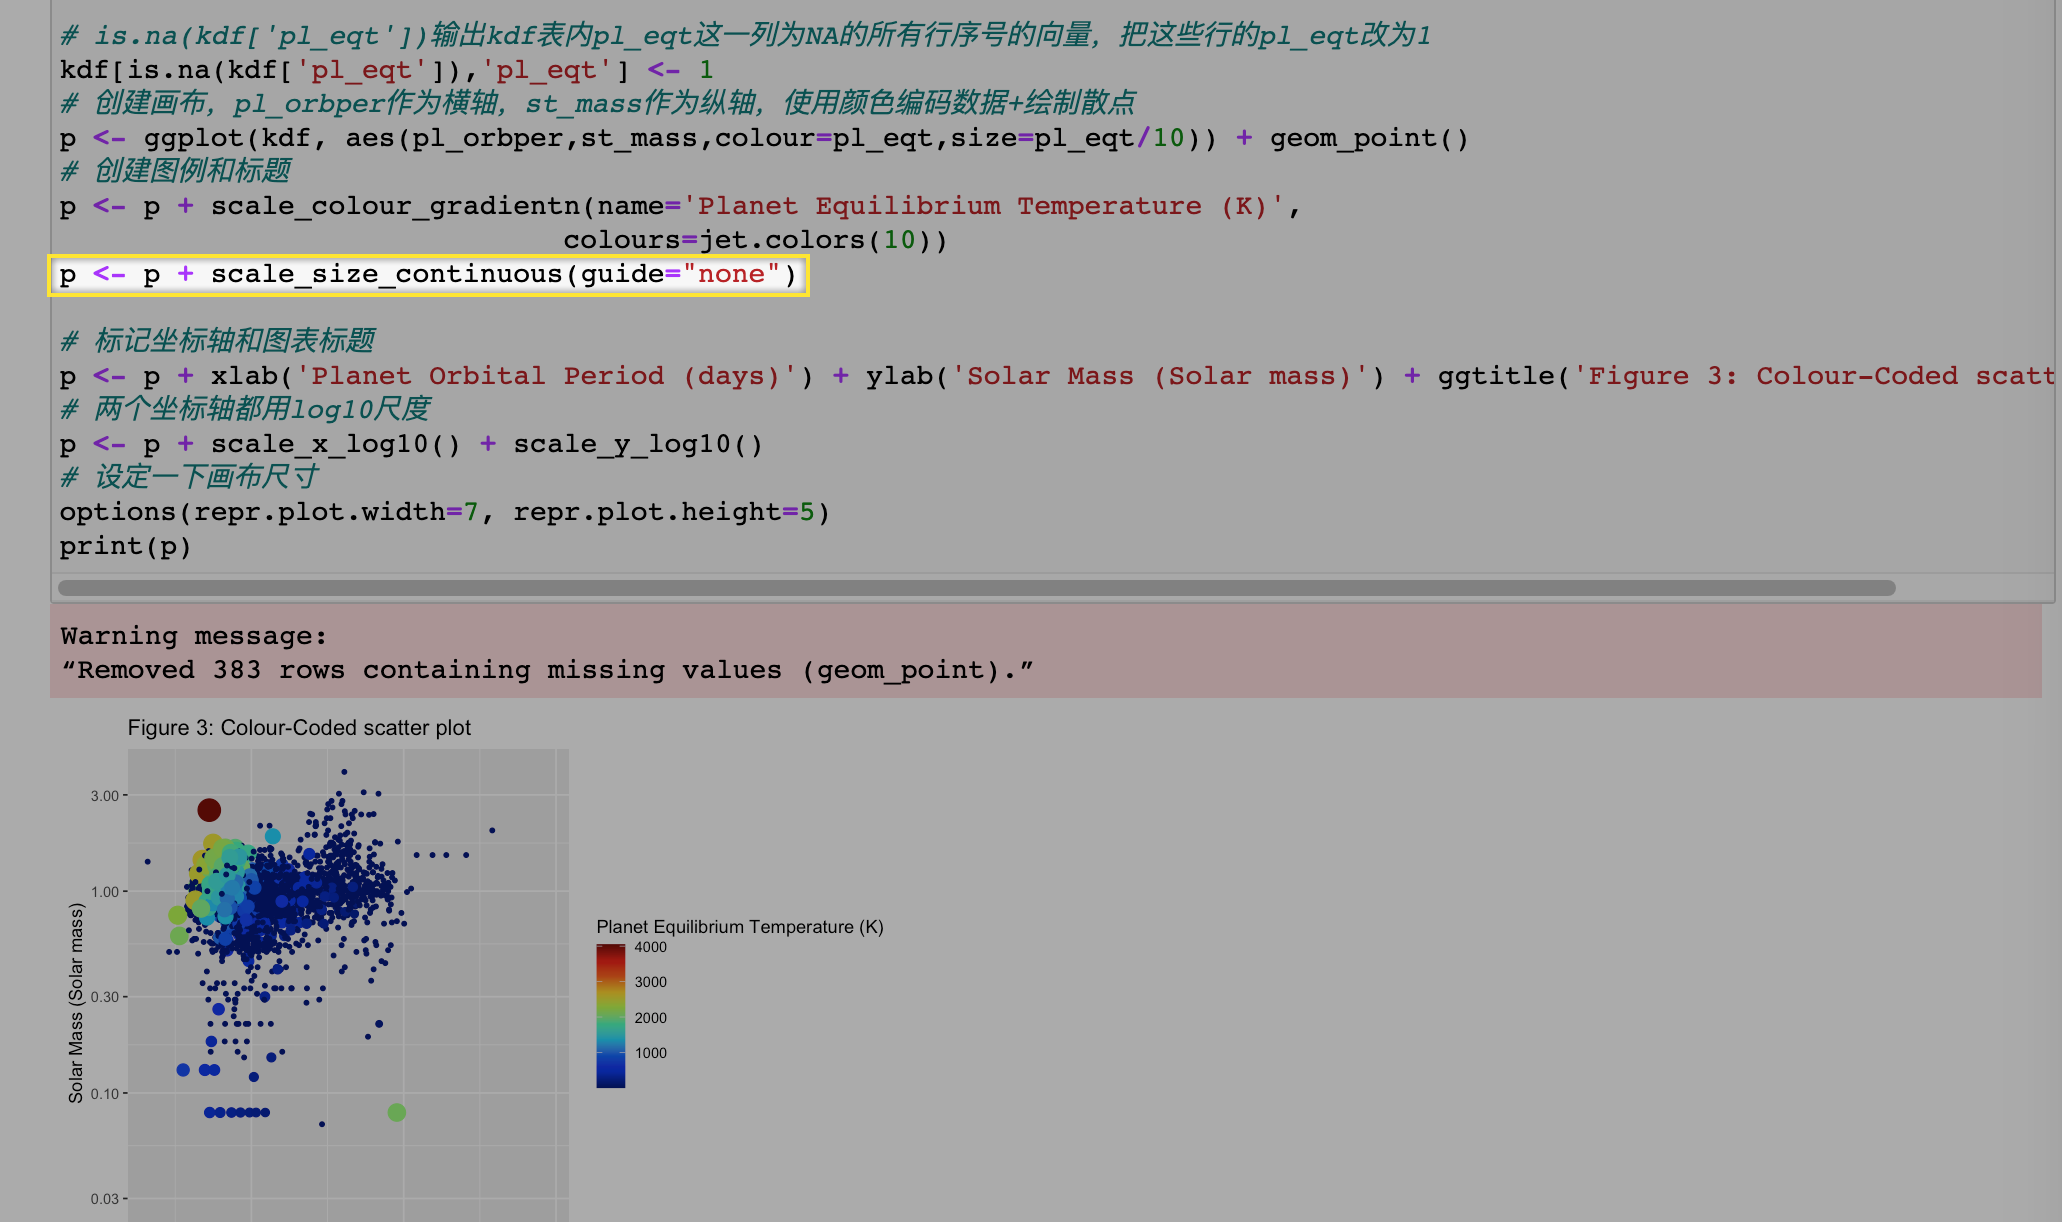 # is.na(kdf['pl_eqt'])输出kdf表内pl_eqt这一列为NA的所有行序号的向量，把这些行的pl_eqt改为1
kdf[is.na(kdf['pl_eqt']),'pl_eqt'] <- 1
# 创建画布，pl_orbper作为横轴，st_mass作为纵轴，使用颜色编码数据+绘制散点
p <- ggplot(kdf, aes(pl_orbper,st_mass,colour=pl_eqt,size=pl_eqt/10)) + geom_point()
# 创建图例和标题
p <- p + scale_colour_gradientn(name='Planet Equilibrium Temperature (K)',
colours=jet.colors(10))
p <- p + scale_size_continuous(guide="none")
# 标记坐标轴和图表标题
p <- p + xlab('Planet Orbital Period (days)') + ylab('Solar Mass (Solar mass)') + ggtitle('Figure 3: Colour-Coded scatt
# 两个坐标轴都用log10尺度
p <- p + scale_x_log10() + scale_y_log10()
# 设定一下画布尺寸
options(repr.plot.width=7, repr.plot.height=5)
print(p)
Warning message:
“Removed 383 rows containing missing values (geom_point).”
Figure 3: Colour-Coded scatter plot
3.00
1.00
0.30
0.10
0.03
Solar Mass (Solar mass)
Planet Equilibrium Temperature (K)
4000
3000
2000
1000